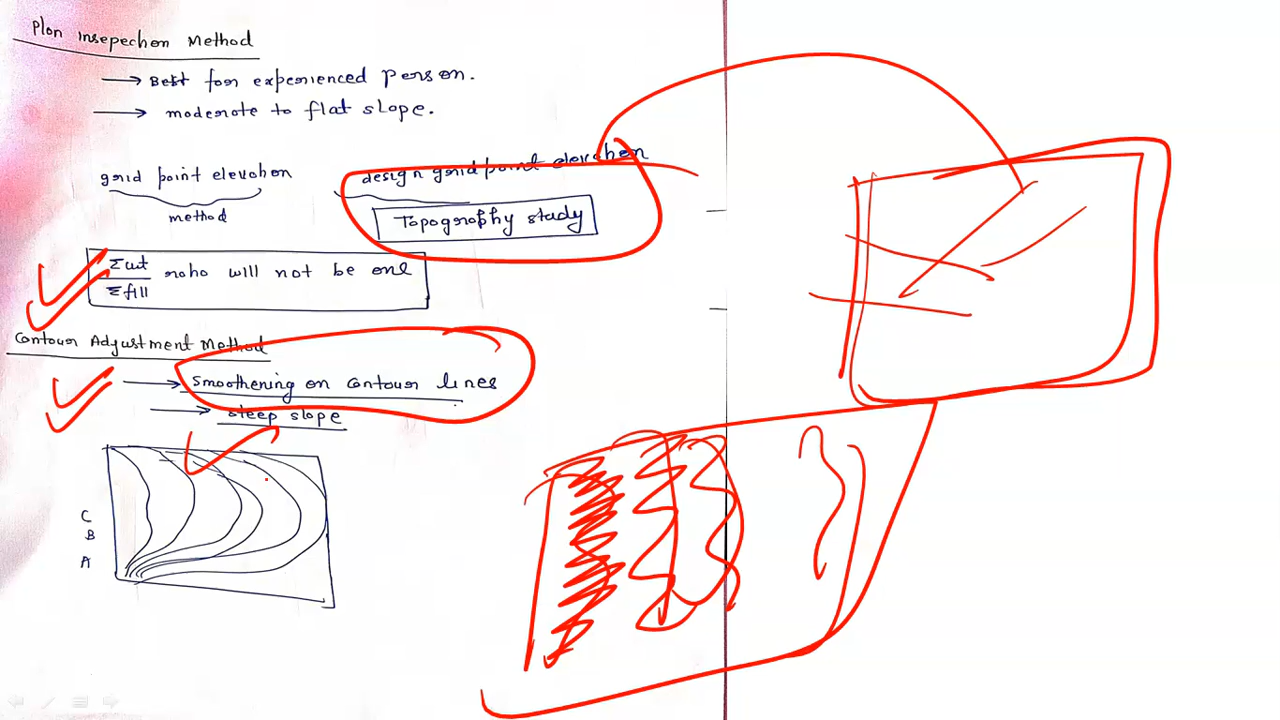 Plan Insepechon Method
→ Best for experienced person.
→ moderate to flat slope.
grid point elevation
design grid point elevation
method
Topography study
Σcut
Σfill
ratio will not be one
Contour Adjustment Method
→ smoothening on contour lines
→ steep slope
C
B
A